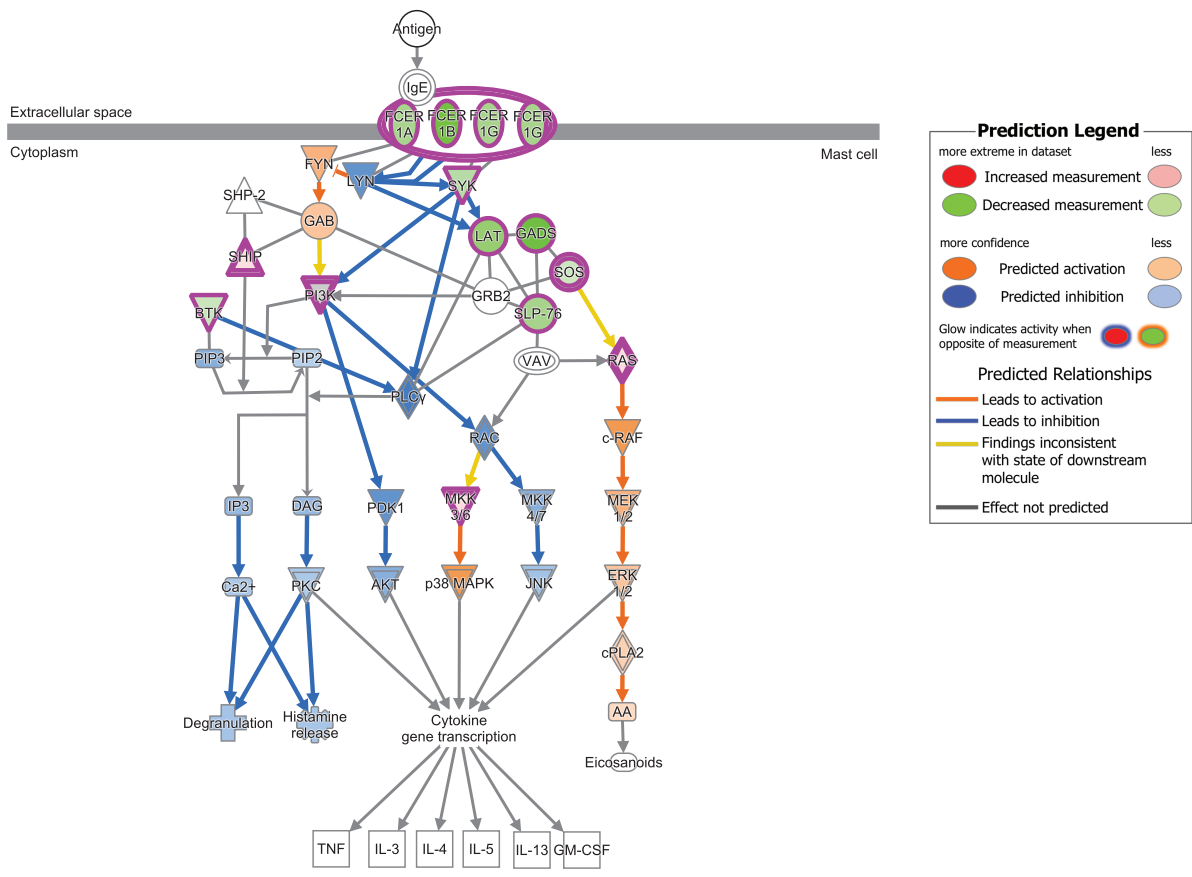 Antigen
IgE
Extracellular space
FCER
1A
FCER
1B
FCER
1G
FCER
1G
Cytoplasm
Mast cell
FYN
LYN
SYK
SHP-2
GAB
LAT
GADS
SHIP
SOS
PI3K
GRB2
BTK
SLP-76
PIP3
PIP2
VAV
RAS
PLCγ
RAC
c-RAF
IP3
DAG
PDK1
MKK
3/6
MKK
4/7
MEK
1/2
Ca2+
PKC
AKT
p38 MAPK
JNK
ERK
1/2
cPLA2
Degranulation
Histamine
release
Cytokine
gene transcription
AA
Eicosanoids
TNF
IL-3
IL-4
IL-5
IL-13
GM-CSF
Prediction Legend
more extreme in dataset
less
Increased measurement
Decreased measurement
more confidence
less
Predicted activation
Predicted inhibition
Glow indicates activity when
opposite of measurement
Predicted Relationships
Leads to activation
Leads to inhibition
Findings inconsistent
with state of downstream
molecule
Effect not predicted